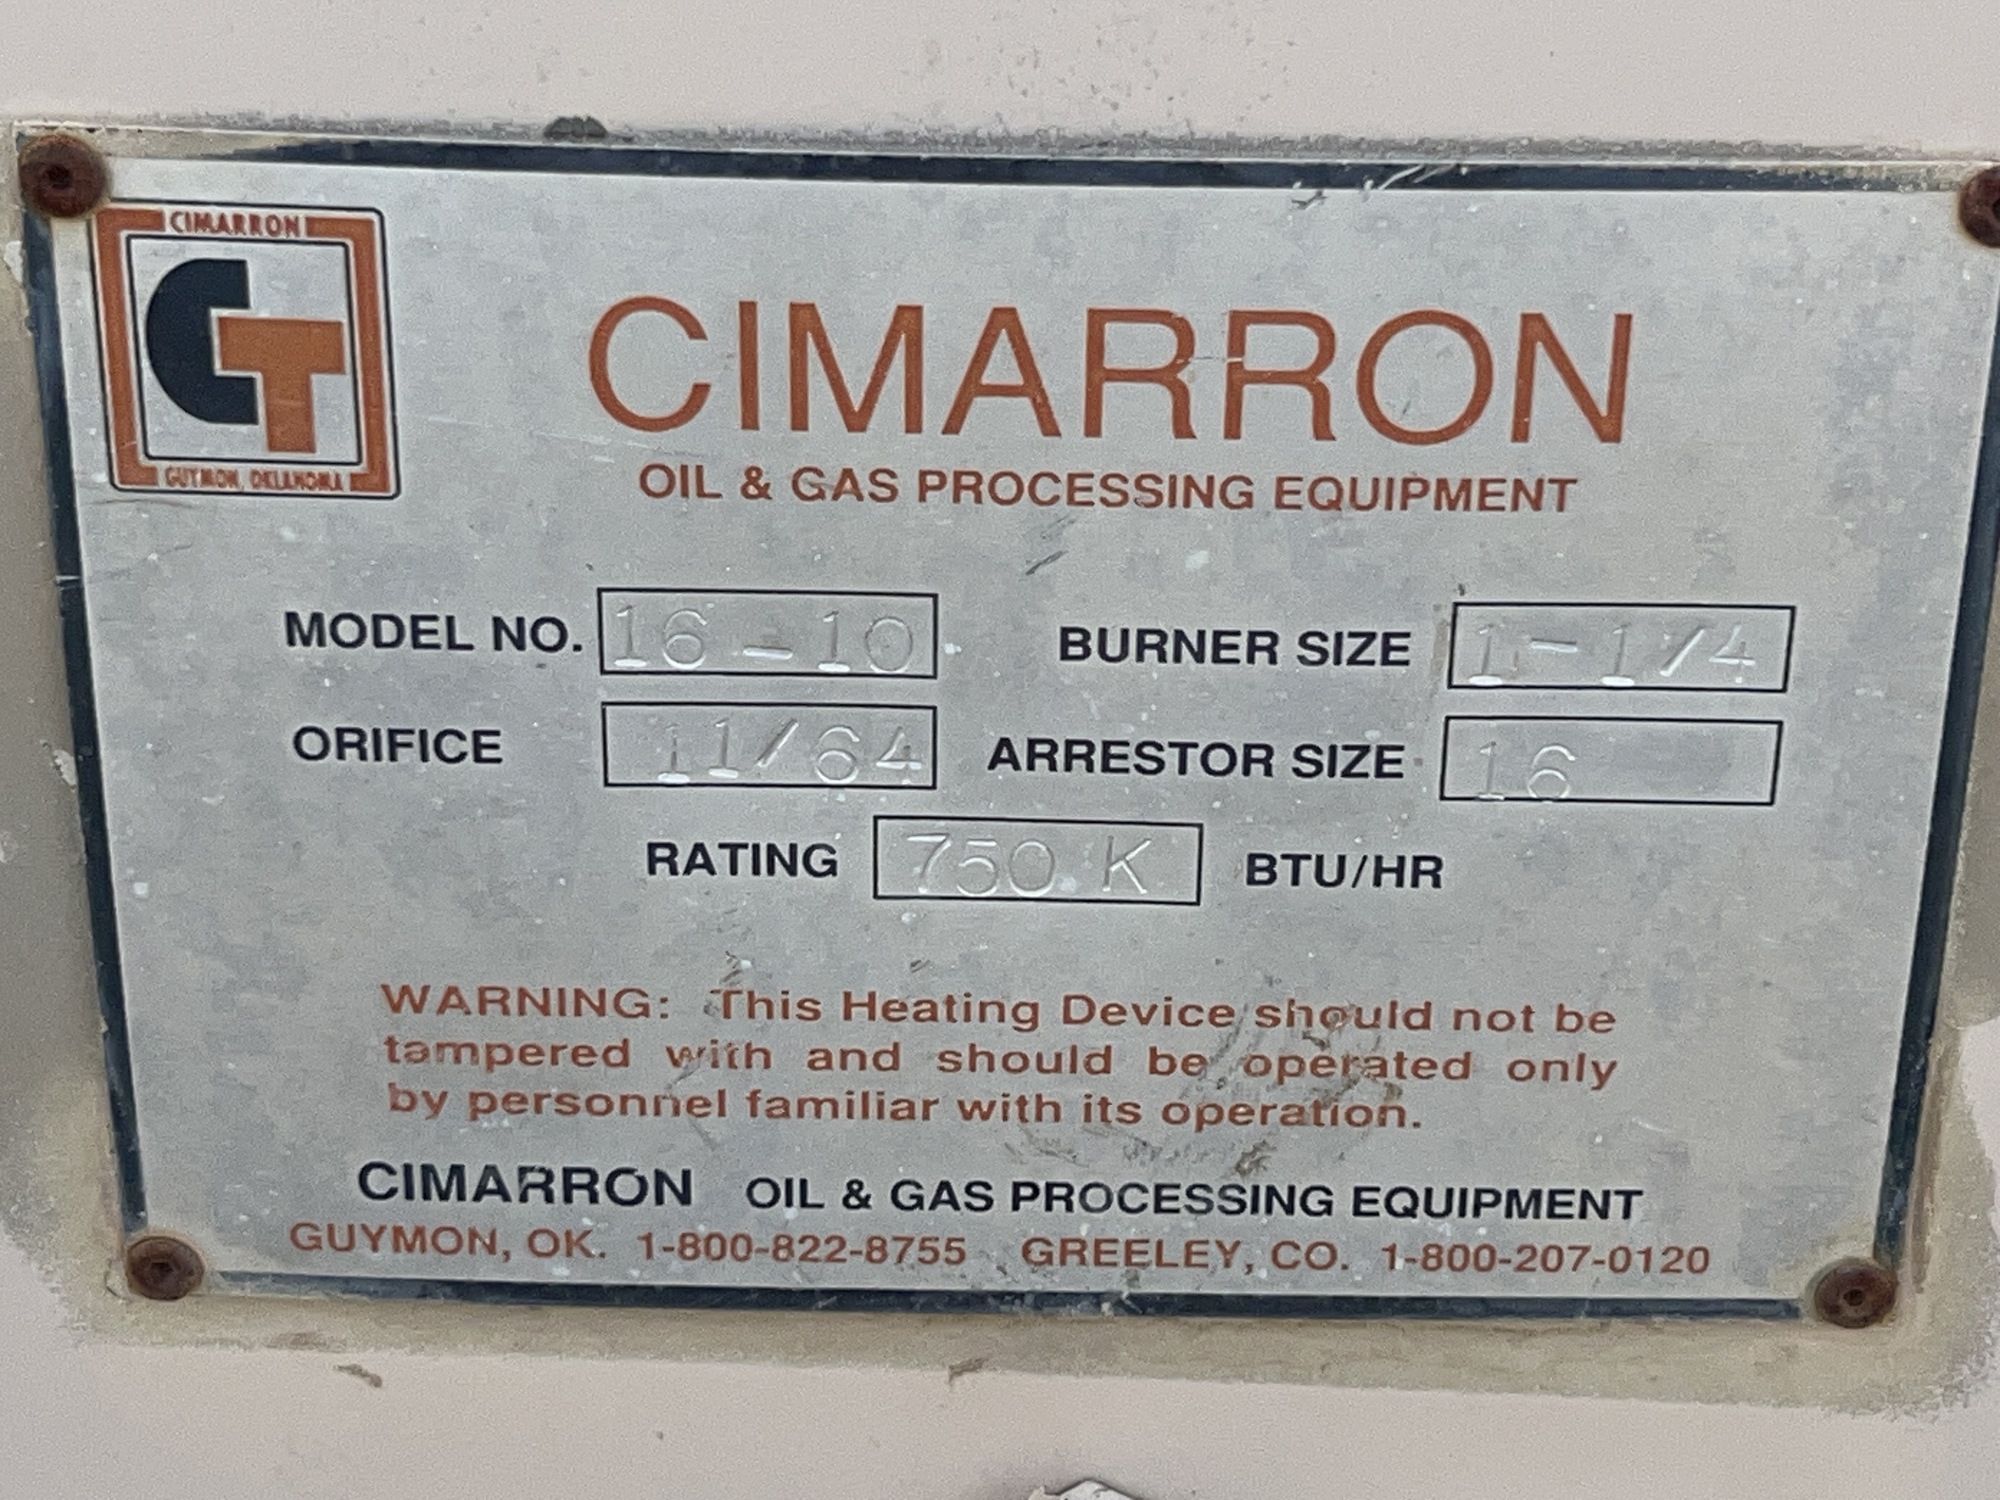 CIMARRON
CT
GUYMON, OKLAHOMA
CIMARRON
OIL & GAS PROCESSING EQUIPMENT
MODEL NO. 16-10 BURNER SIZE 1-1/4
ORIFICE 11/64 ARRESTOR SIZE 16
RATING 750 K BTU/HR
WARNING: This Heating Device should not be
tampered with and should be operated only
by personnel familiar with its operation.
CIMARRON OIL & GAS PROCESSING EQUIPMENT
GUYMON, OK. 1-800-822-8755 GREELEY, CO. 1-800-207-0120